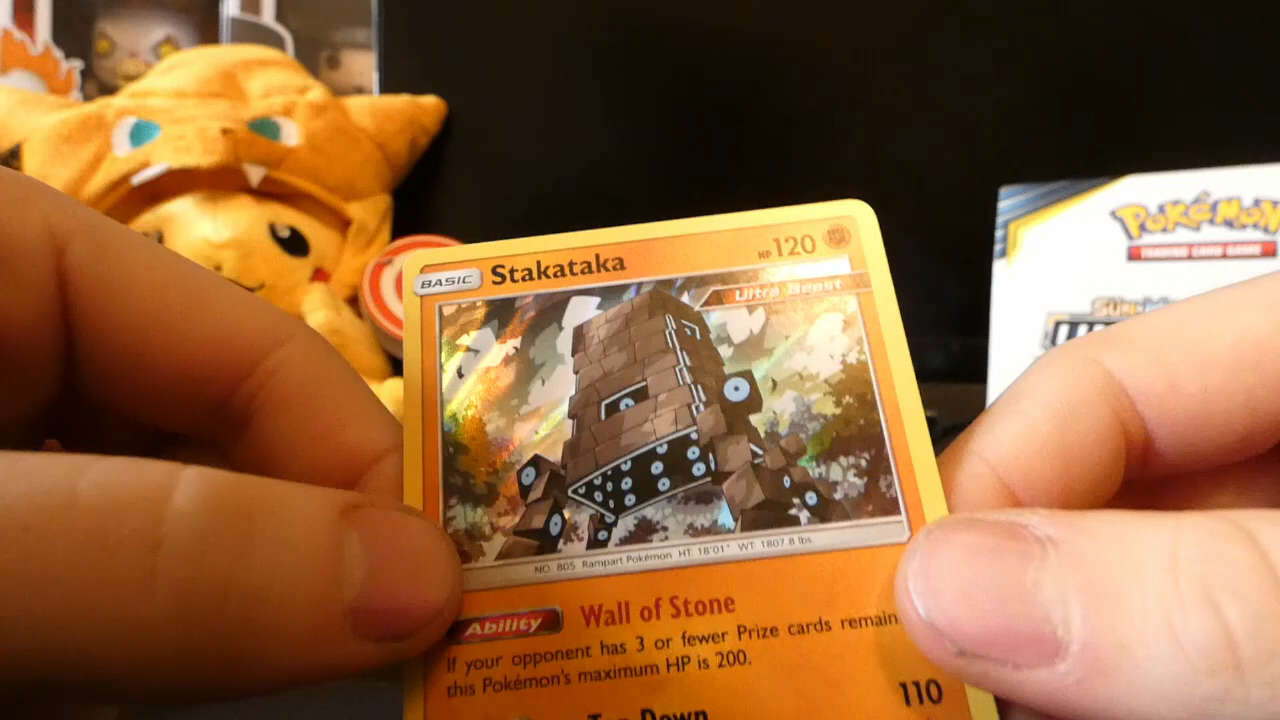 POKÉMON
TRADING CARD GAME
BASIC Stakataka HP 120
Ultra Beast
NO. 805 Rampart Pokémon HT: 18'01" WT: 1807.8 lbs.
Ability Wall of Stone
If your opponent has 3 or fewer Prize cards remain
this Pokémon's maximum HP is 200.
Down 110